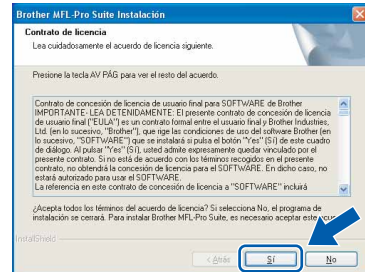 Brother MFL-Pro Suite Instalación
Contrato de licencia
Lea cuidadosamente el acuerdo de licencia siguiente.
Presione la tecla AV PÁG para ver el resto del acuerdo.
Contrato de concesión de licencia de usuario final para SOFTWARE de Brother
IMPORTANTE- LEA DETENIDAMENTE: El presente contrato de concesión de licencia
de usuario final ("EULA") es un contrato formal entre el usuario final y Brother Industries,
Ltd. (en lo sucesivo, "Brother"), que rige las condiciones de uso del software Brother (en
lo sucesivo, "SOFTWARE") que se instalará si pulsa el botón "Yes" (Sí) de este cuadro
de diálogo. Al pulsar "Yes" (Sí), usted admite expresamente quedar vinculado por el
presente contrato. Si no está de acuerdo con los términos recogidos en el presente
contrato, no obtendrá la concesión de licencia para el SOFTWARE. En dicho caso, no
estará autorizado para usar el SOFTWARE.
La referencia en este contrato de concesión de licencia a "SOFTWARE" incluirá
¿Acepta todos los términos del acuerdo de licencia? Si selecciona No, el programa de
instalación se cerrará. Para instalar Brother MFL-Pro Suite, es necesario aceptar este
InstallShield
< Atrás
Sí
No